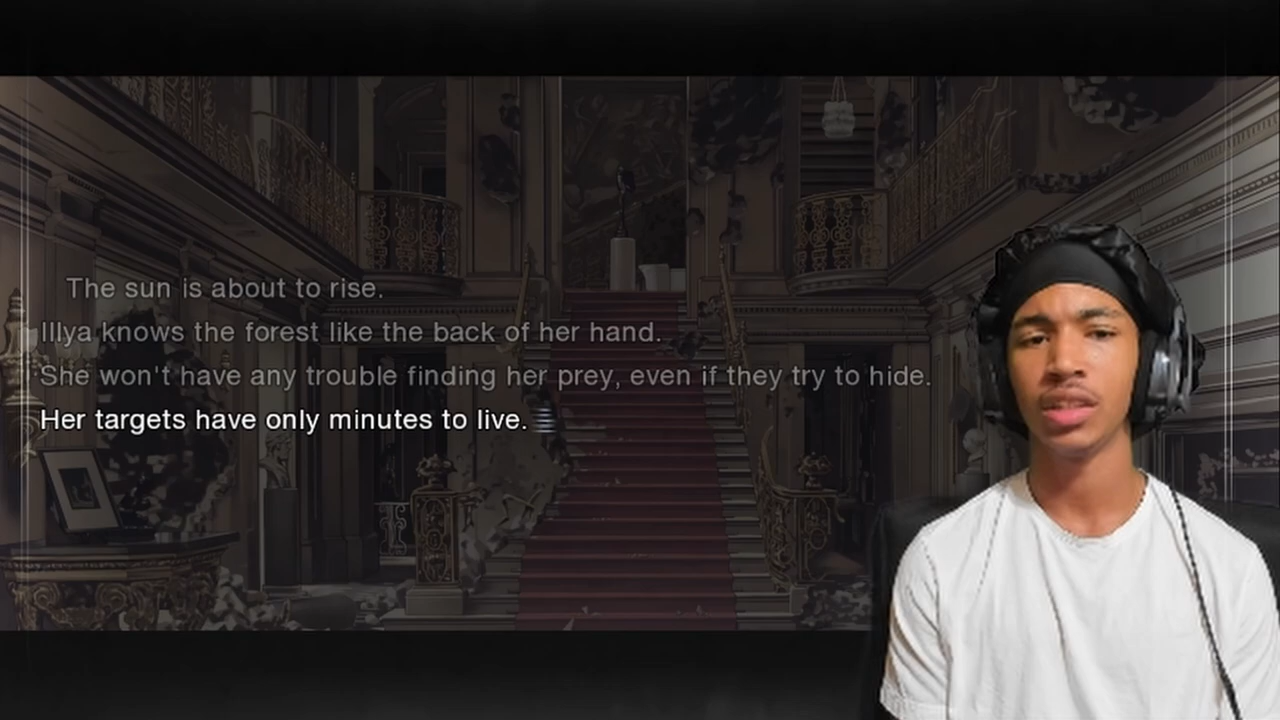 The sun is about to rise.
Illya knows the forest like the back of her hand.
She won't have any trouble finding her prey, even if they try to hide.
Her targets have only minutes to live.